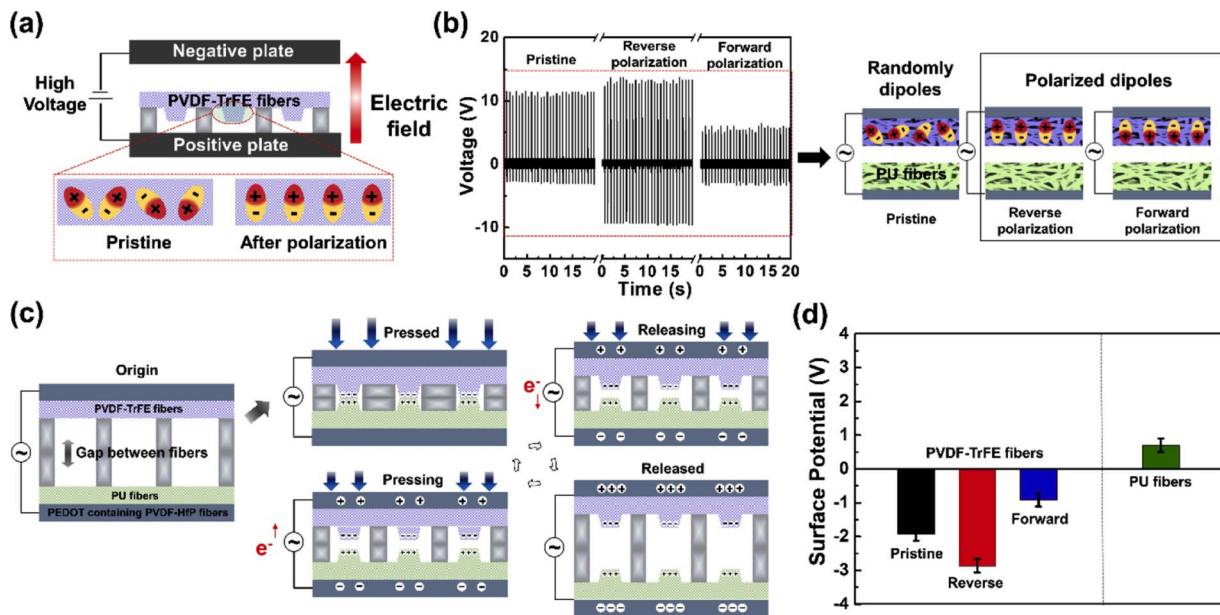 (a)
Negative plate
High
Voltage
PVDF-TrFE fibers
Electric
field
Positive plate
Pristine
After polarization
(b)
Voltage (V)
20
10
0
-10
Pristine
Reverse
polarization
Forward
polarization
0 5 10 15 0 5 10 15 0 5 10 15 20
Time (s)
Randomly
dipoles
Polarized dipoles
PU fibers
Pristine
Reverse
polarization
Forward
polarization
(c)
Origin
PVDF-TrFE fibers
Gap between fibers
PU fibers
PEDOT containing PVDF-HfP fibers
Pressed
Releasing
e-
Pressing
e-
Released
(d)
Surface Potential (V)
4
3
2
1
0
-1
-2
-3
-4
PVDF-TrFE fibers
Pristine
Reverse
Forward
PU fibers